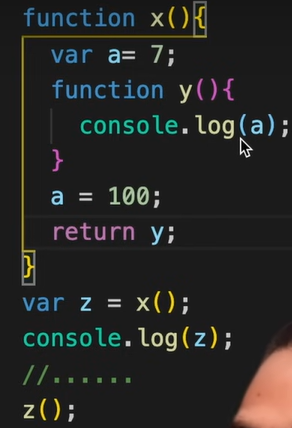 function x(){
var a= 7;
function y(){
console.log(a);
}
a = 100;
return y;
}
var z = x();
console.log(z);
//......
z();